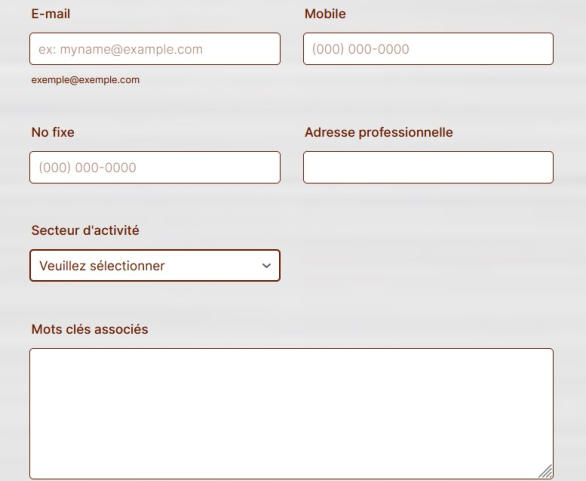 E-mail
Mobile
ex: myname@example.com
(000) 000-0000
exemple@exemple.com
No fixe
Adresse professionnelle
(000) 000-0000
Secteur d'activité
Veuillez sélectionner
Mots clés associés